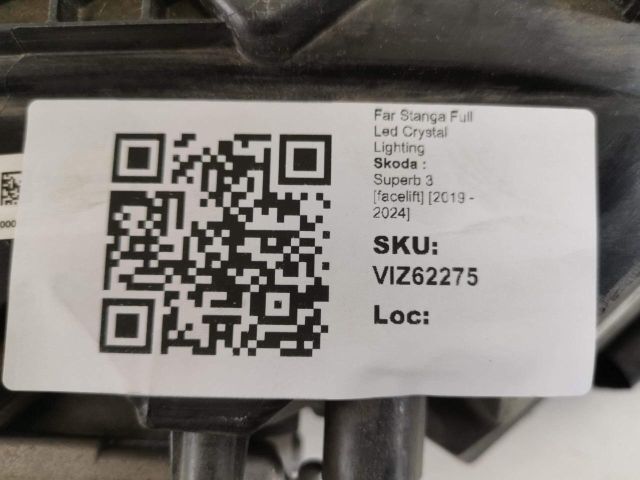 Far Stanga Full
Led Crystal
Lighting
Skoda :
Superb 3
[facelift] [2019 -
2024]
SKU:
VIZ62275
Loc: